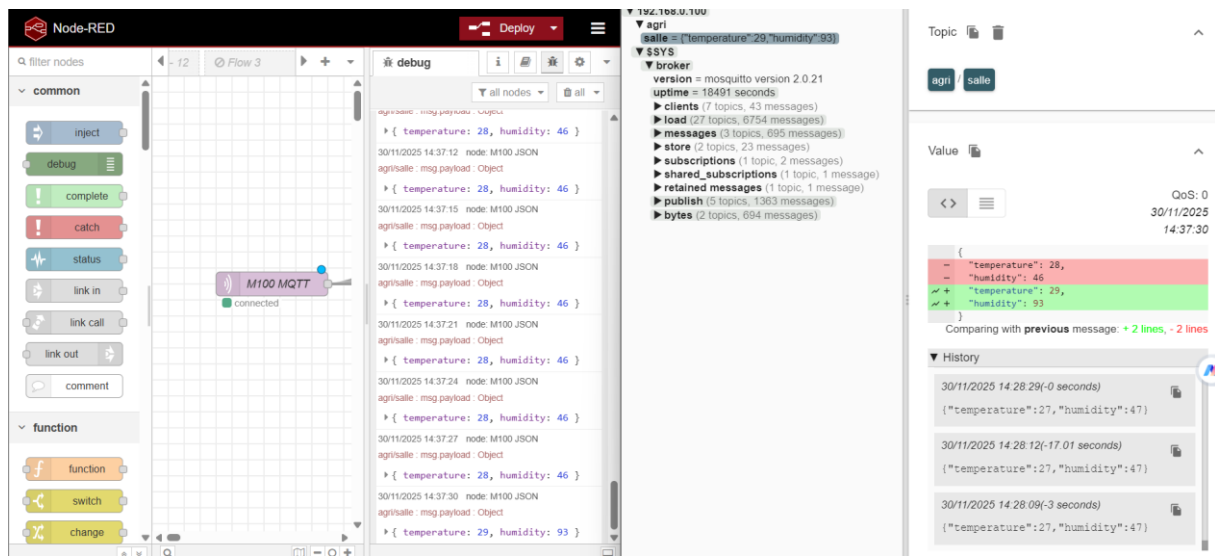 Node-RED
Deploy
filter nodes
- 12
Flow 3
common
inject
debug
complete
catch
status
link in
link call
link out
comment
function
function
switch
change
M100 MQTT
connected
debug
all nodes
all
agri/salle : msg.payload : Object
{ temperature: 28, humidity: 46 }
30/11/2025 14:37:12 node: M100 JSON
agri/salle : msg.payload : Object
{ temperature: 28, humidity: 46 }
30/11/2025 14:37:15 node: M100 JSON
agri/salle : msg.payload : Object
{ temperature: 28, humidity: 46 }
30/11/2025 14:37:18 node: M100 JSON
agri/salle : msg.payload : Object
{ temperature: 28, humidity: 46 }
30/11/2025 14:37:21 node: M100 JSON
agri/salle : msg.payload : Object
{ temperature: 28, humidity: 46 }
30/11/2025 14:37:24 node: M100 JSON
agri/salle : msg.payload : Object
{ temperature: 28, humidity: 46 }
30/11/2025 14:37:27 node: M100 JSON
agri/salle : msg.payload : Object
{ temperature: 28, humidity: 46 }
30/11/2025 14:37:30 node: M100 JSON
agri/salle : msg.payload : Object
{ temperature: 29, humidity: 93 }
192.168.0.100
agri
salle = {"temperature":29,"humidity":93}
$SYS
broker
version = mosquitto version 2.0.21
uptime = 18491 seconds
clients (7 topics, 43 messages)
load (27 topics, 6754 messages)
messages (3 topics, 695 messages)
store (2 topics, 23 messages)
subscriptions (1 topic, 2 messages)
shared_subscriptions (1 topic, 1 message)
retained messages (1 topic, 1 message)
publish (5 topics, 1363 messages)
bytes (2 topics, 694 messages)
Topic
agri / salle
Value
QoS: 0
30/11/2025
14:37:30
{
- "temperature": 28,
- "humidity": 46
+ "temperature": 29,
+ "humidity": 93
}
Comparing with previous message: + 2 lines, - 2 lines
History
30/11/2025 14:28:29(-0 seconds)
{"temperature":27,"humidity":47}
30/11/2025 14:28:12(-17.01 seconds)
{"temperature":27,"humidity":47}
30/11/2025 14:28:09(-3 seconds)
{"temperature":27,"humidity":47}